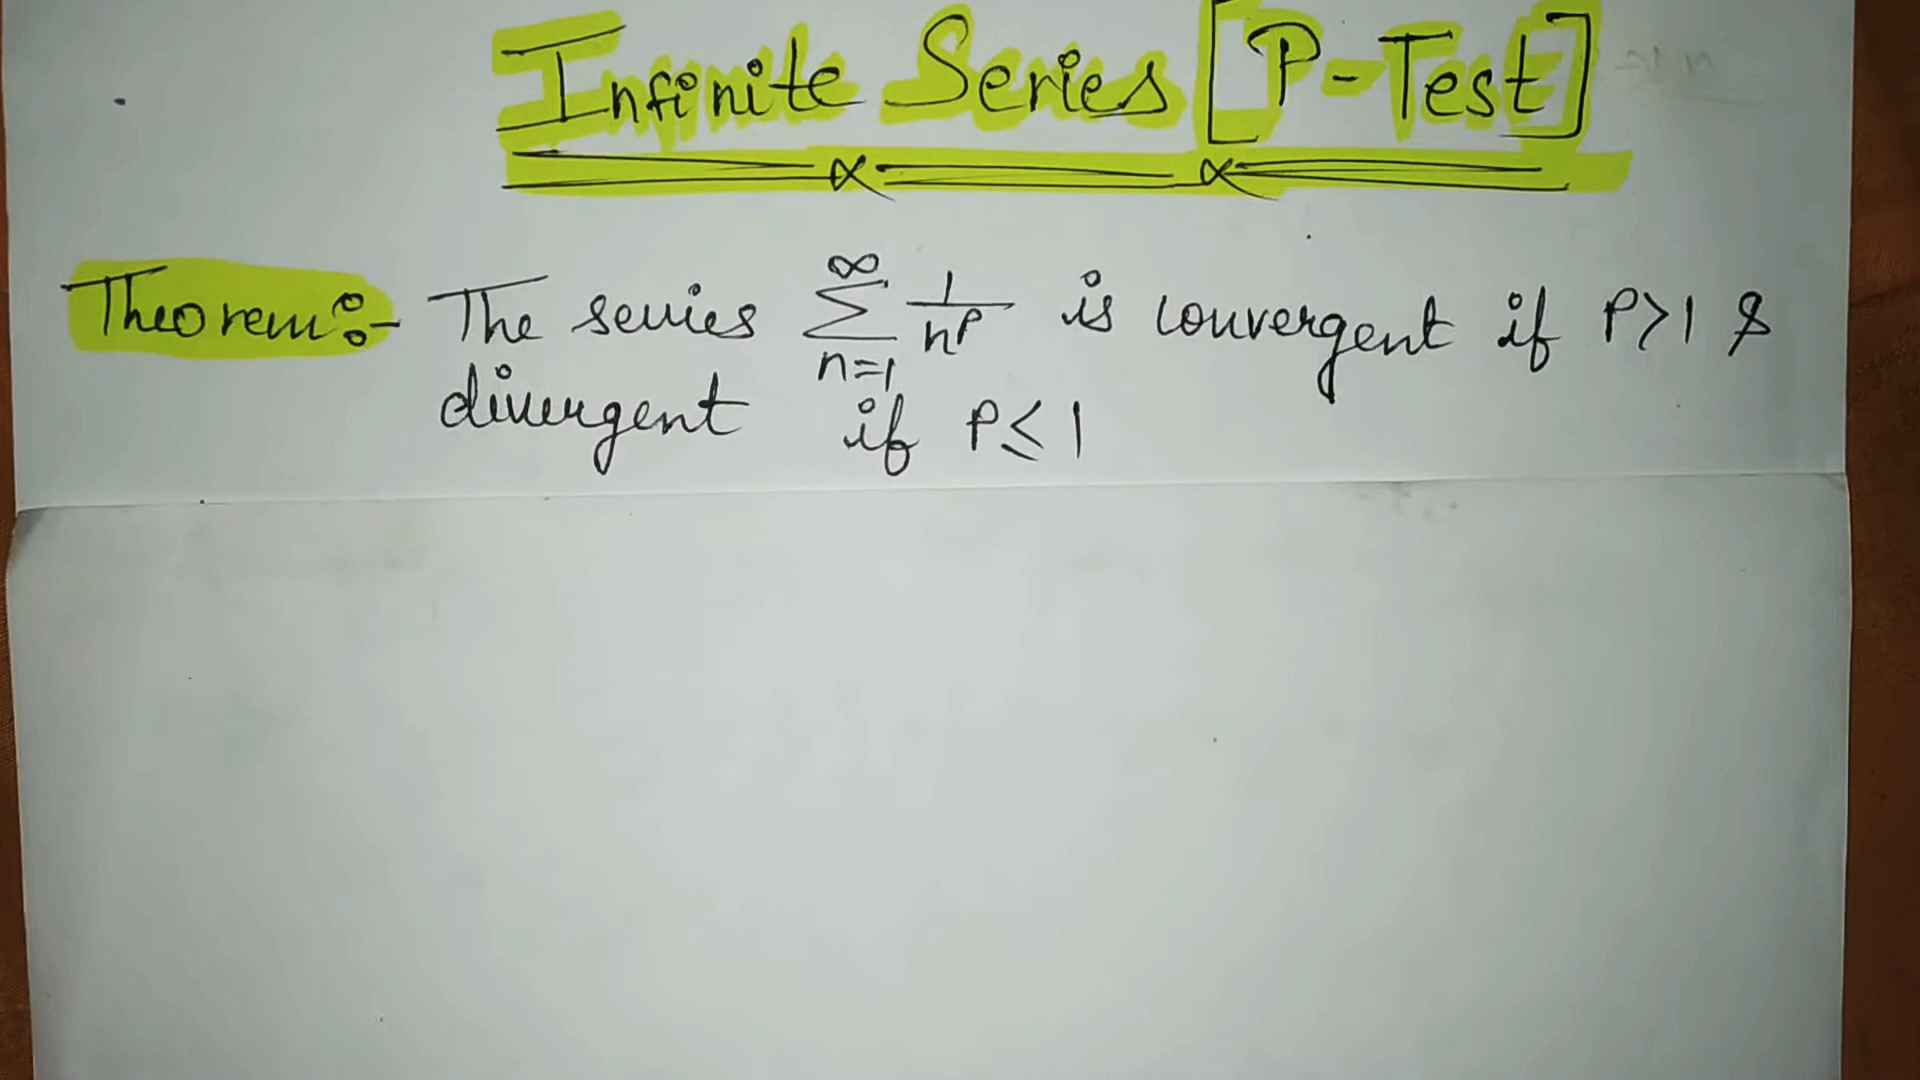 Infinite Series [P-Test]
Theorem:- The series ∞∑n=1 1/n^p is convergent if P>1 &
divergent if P≤1